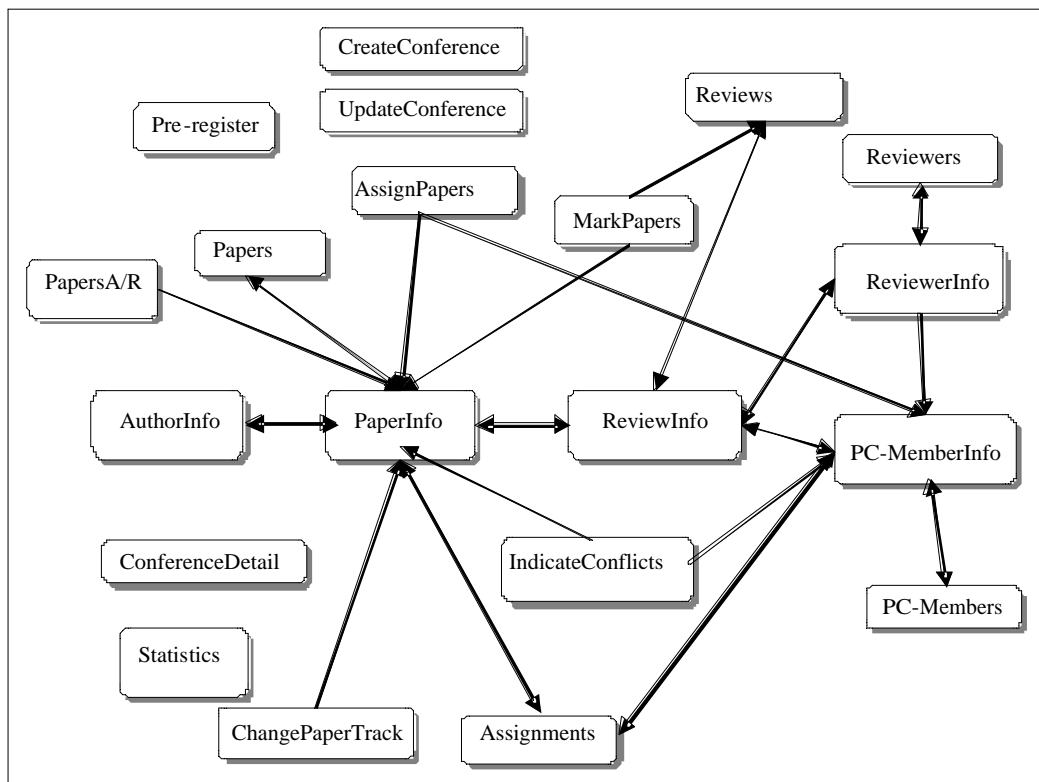 CreateConference
Reviews
UpdateConference
Pre-register
Reviewers
AssignPapers
MarkPapers
Papers
PapersA/R
ReviewerInfo
AuthorInfo
PaperInfo
ReviewInfo
PC-MemberInfo
ConferenceDetail
IndicateConflicts
PC-Members
Statistics
ChangePaperTrack
Assignments